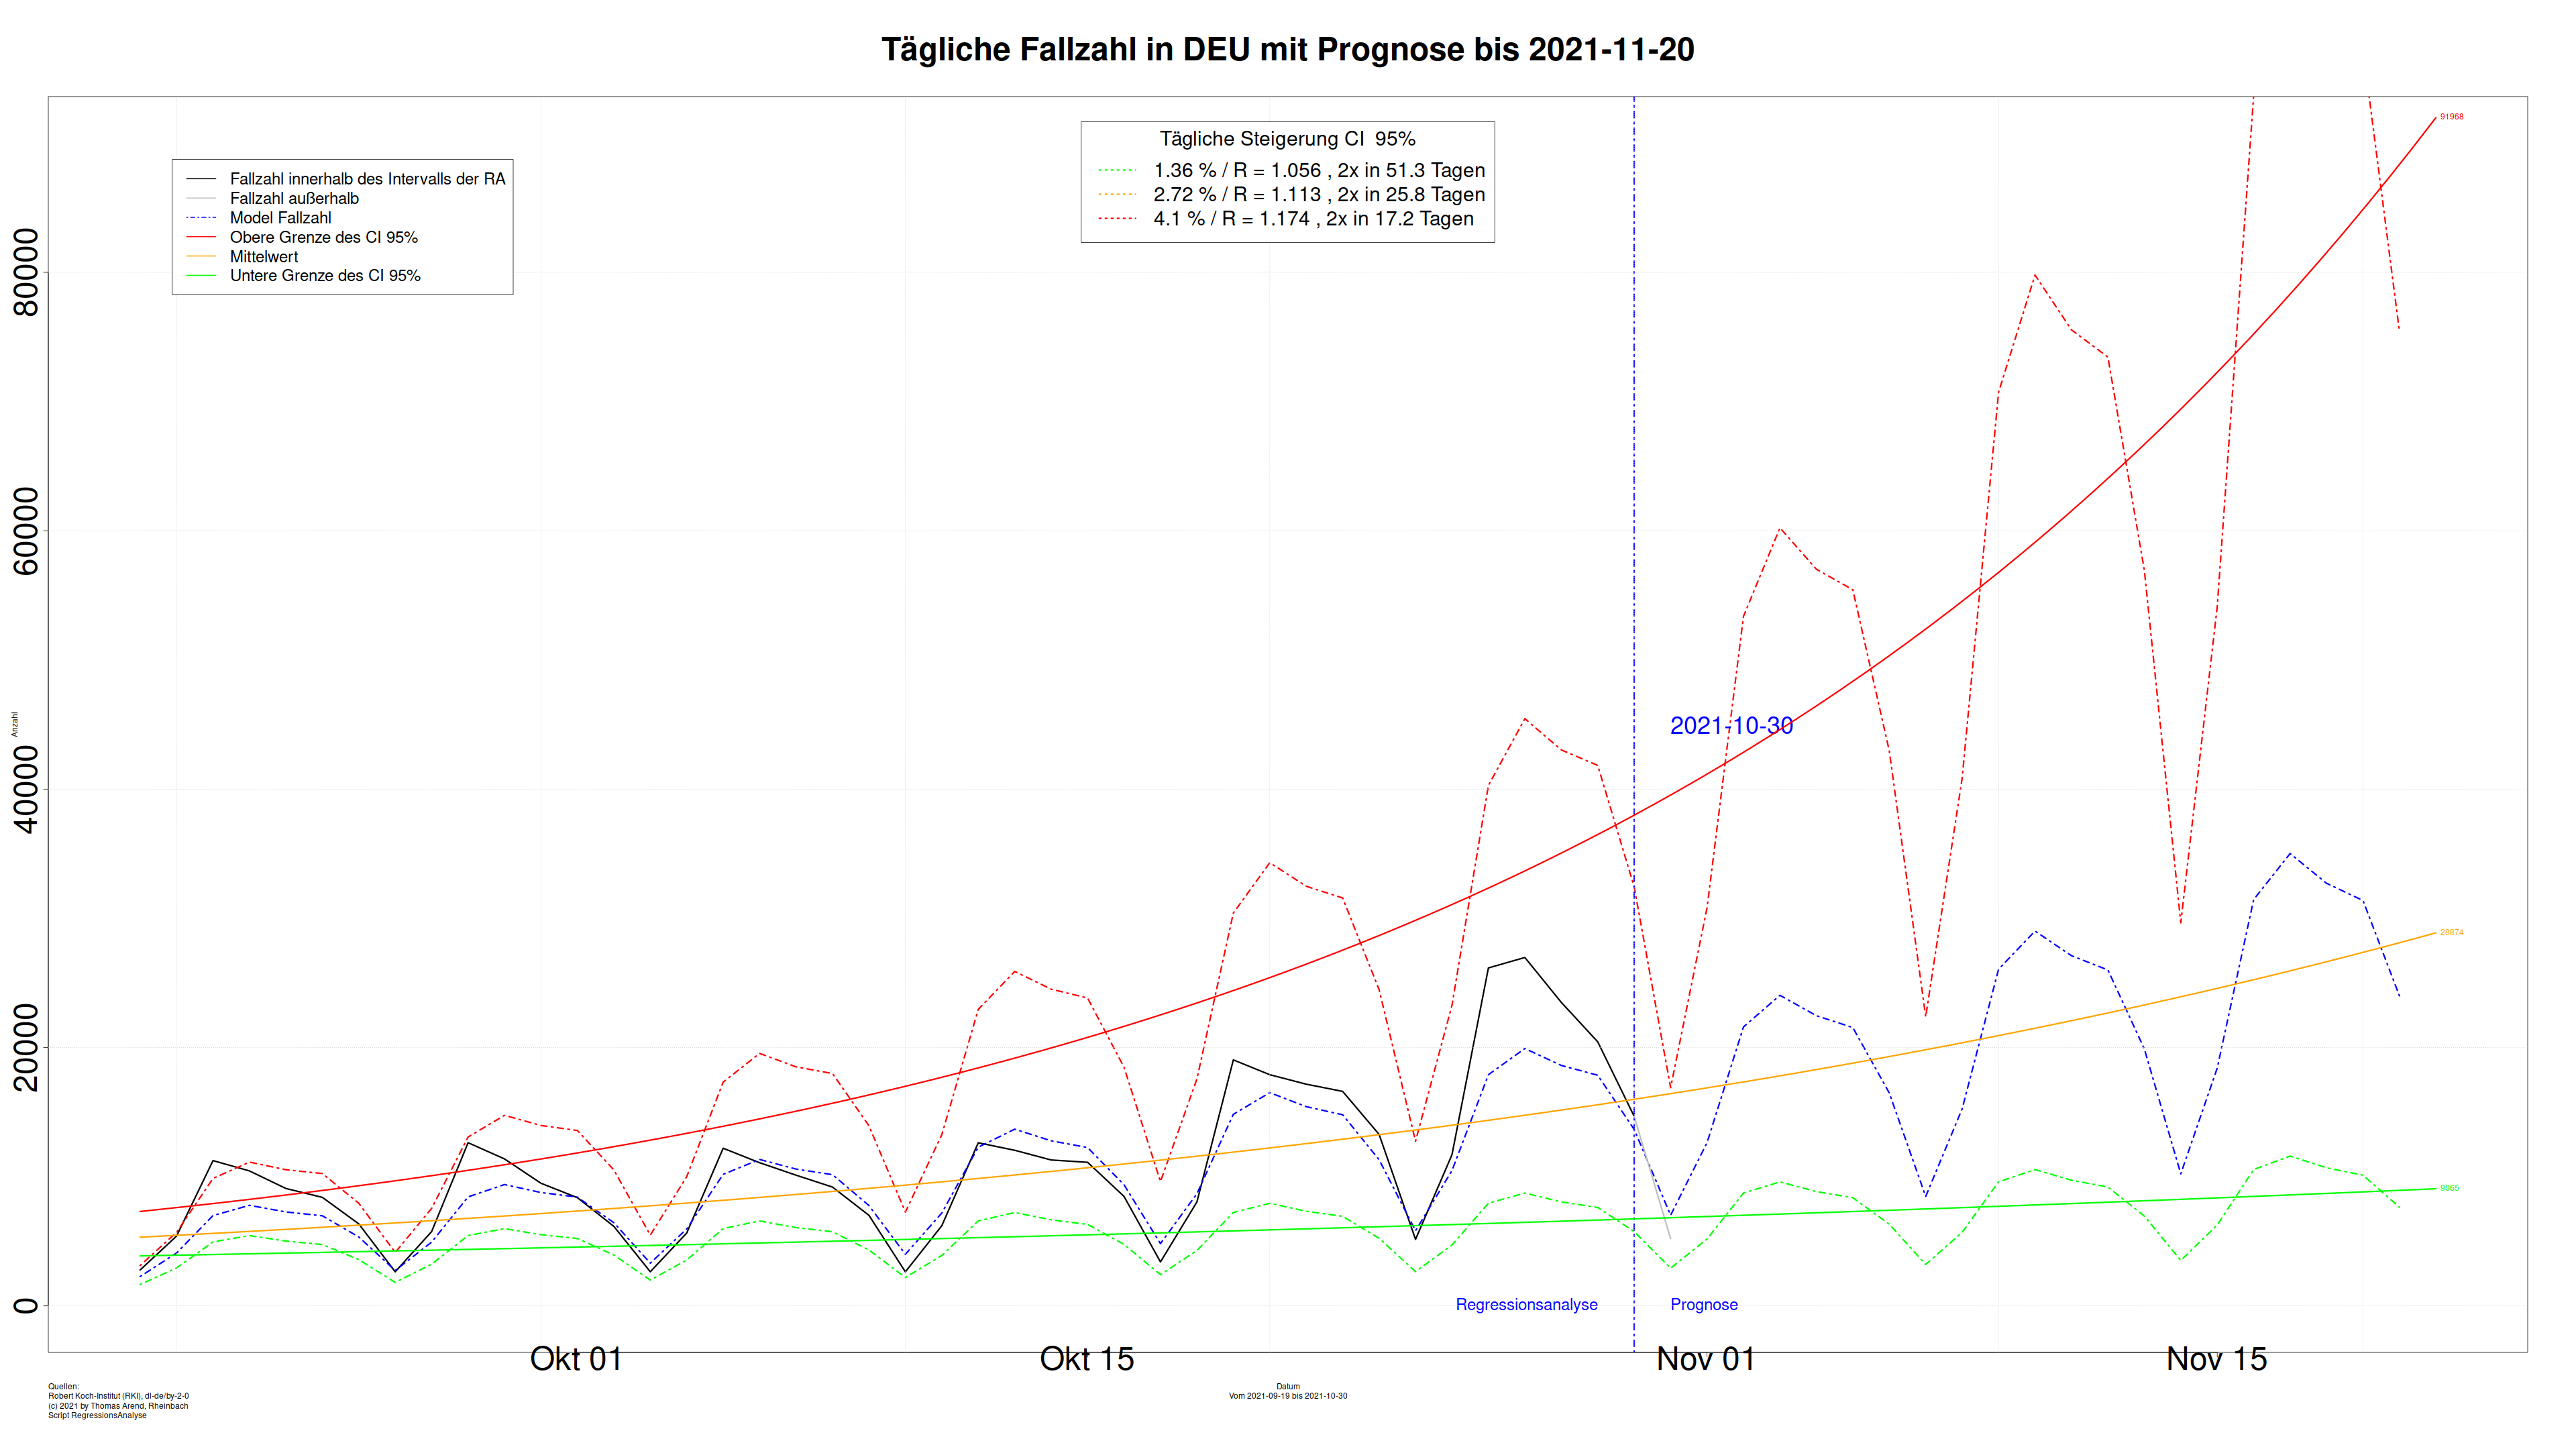 Tägliche Fallzahl in DEU mit Prognose bis 2021-11-20
Fallzahl innerhalb des Intervalls der RA
Fallzahl außerhalb
Model Fallzahl
Obere Grenze des CI 95%
Mittelwert
Untere Grenze des CI 95%
Tägliche Steigerung CI 95%
1.36 % / R = 1.056 , 2x in 51.3 Tagen
2.72 % / R = 1.113 , 2x in 25.8 Tagen
4.1 % / R = 1.174 , 2x in 17.2 Tagen
91968
80000
60000
2021-10-30
Anzahl
40000
28874
20000
9065
0
Regressionsanalyse
Prognose
Okt 01
Okt 15
Nov 01
Nov 15
Datum
Vom 2021-09-19 bis 2021-10-30
Quellen:
Robert Koch-Institut (RKI), dl-de/by-2-0
(c) 2021 by Thomas Arend, Rheinbach
Script RegressionsAnalyse